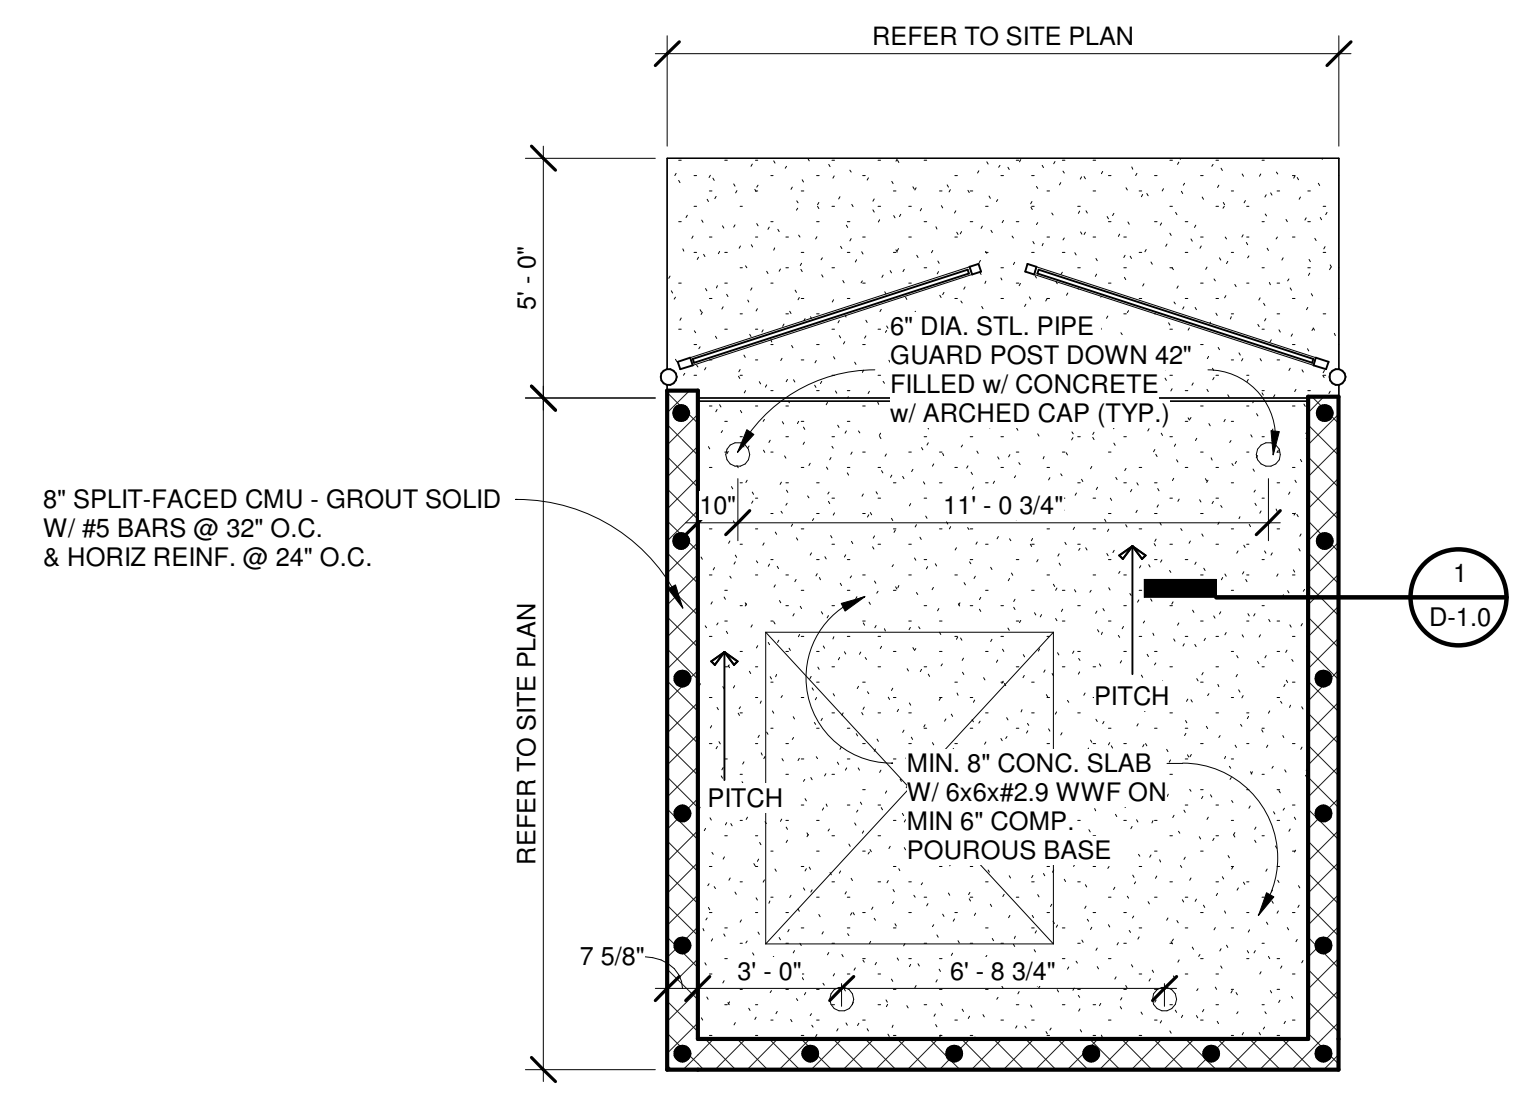 REFER TO SITE PLAN
5' - 0"
6" DIA. STL. PIPE
GUARD POST DOWN 42"
FILLED w/ CONCRETE
w/ ARCHED CAP (TYP.)
8" SPLIT-FACED CMU - GROUT SOLID
W/ #5 BARS @ 32" O.C.
& HORIZ REINF. @ 24" O.C.
10"
11' - 0 3/4"
1
D-1.0
REFER TO SITE PLAN
PITCH
PITCH
MIN. 8" CONC. SLAB
W/ 6x6x#2.9 WWF ON
MIN 6" COMP.
POUROUS BASE
7 5/8"
3' - 0"
6' - 8 3/4"